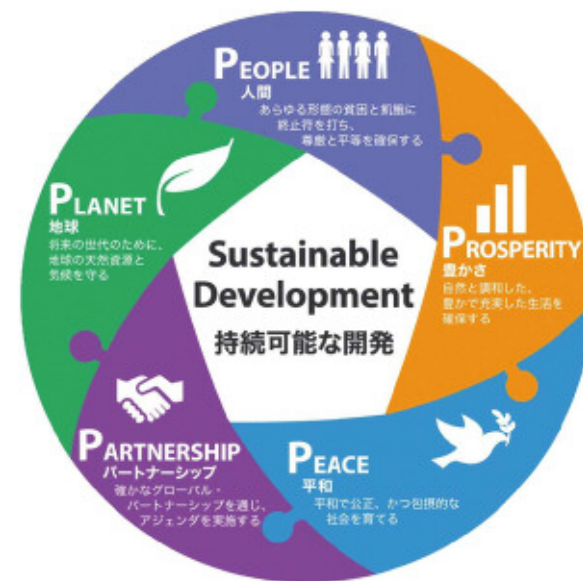 PEOPLE
人間
あらゆる形態の貧困と飢餓に
終止符を打ち、
尊厳と平等を確保する
PROSPERITY
豊かさ
自然と調和した、
豊かで充実した生活を
確保する
PEACE
平和
平和で公正、かつ包摂的な
社会を育てる
PARTNERSHIP
パートナーシップ
確かなグローバル・
パートナーシップを通じ、
アジェンダを実施する
PLANET
地球
将来の世代のために、
地球の天然資源と
気候を守る
Sustainable
Development
持続可能な開発